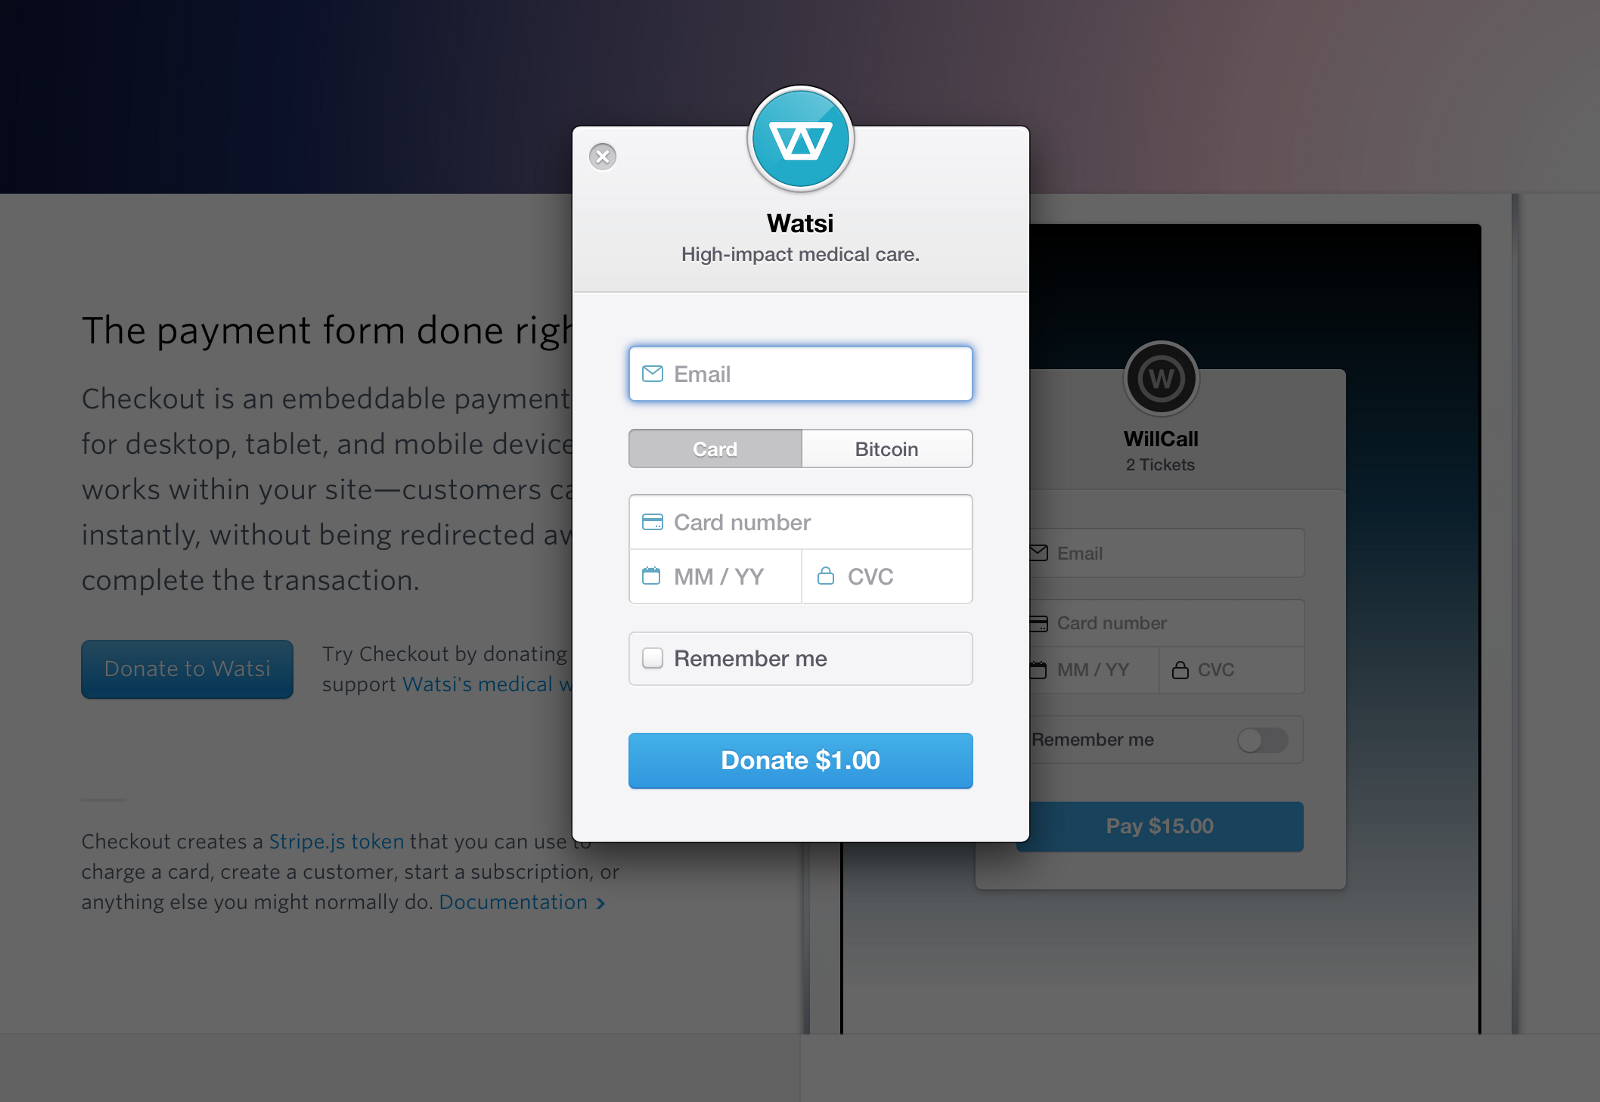 Watsi
High-impact medical care.
Email
Card
Bitcoin
Card number
MM / YY
CVC
Remember me
Donate $1.00
The payment form done
Checkout is an embeddable payment
for desktop, tablet, and mobile
works within your site—customers
instantly, without being redirected
complete the transaction.
Donate to Watsi
Try Checkout by donating
support Watsi's medical
Checkout creates a Stripe.js token that you can use to
charge a card, create a customer, start a subscription, or
anything else you might normally do. Documentation ›
W
WillCall
2 Tickets
Email
Card number
MM / YY
CVC
Remember me
Pay $15.00